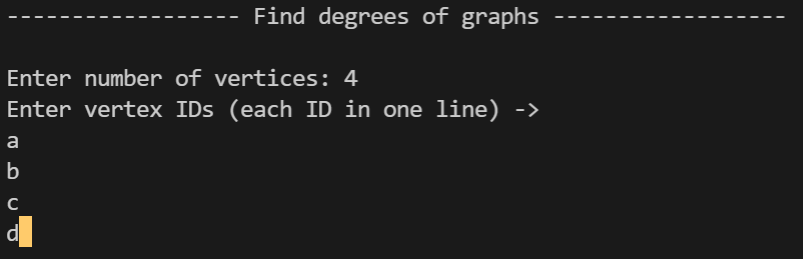 ------------------ Find degrees of graphs ------------------
Enter number of vertices: 4
Enter vertex IDs (each ID in one line) ->
a
b
c
d